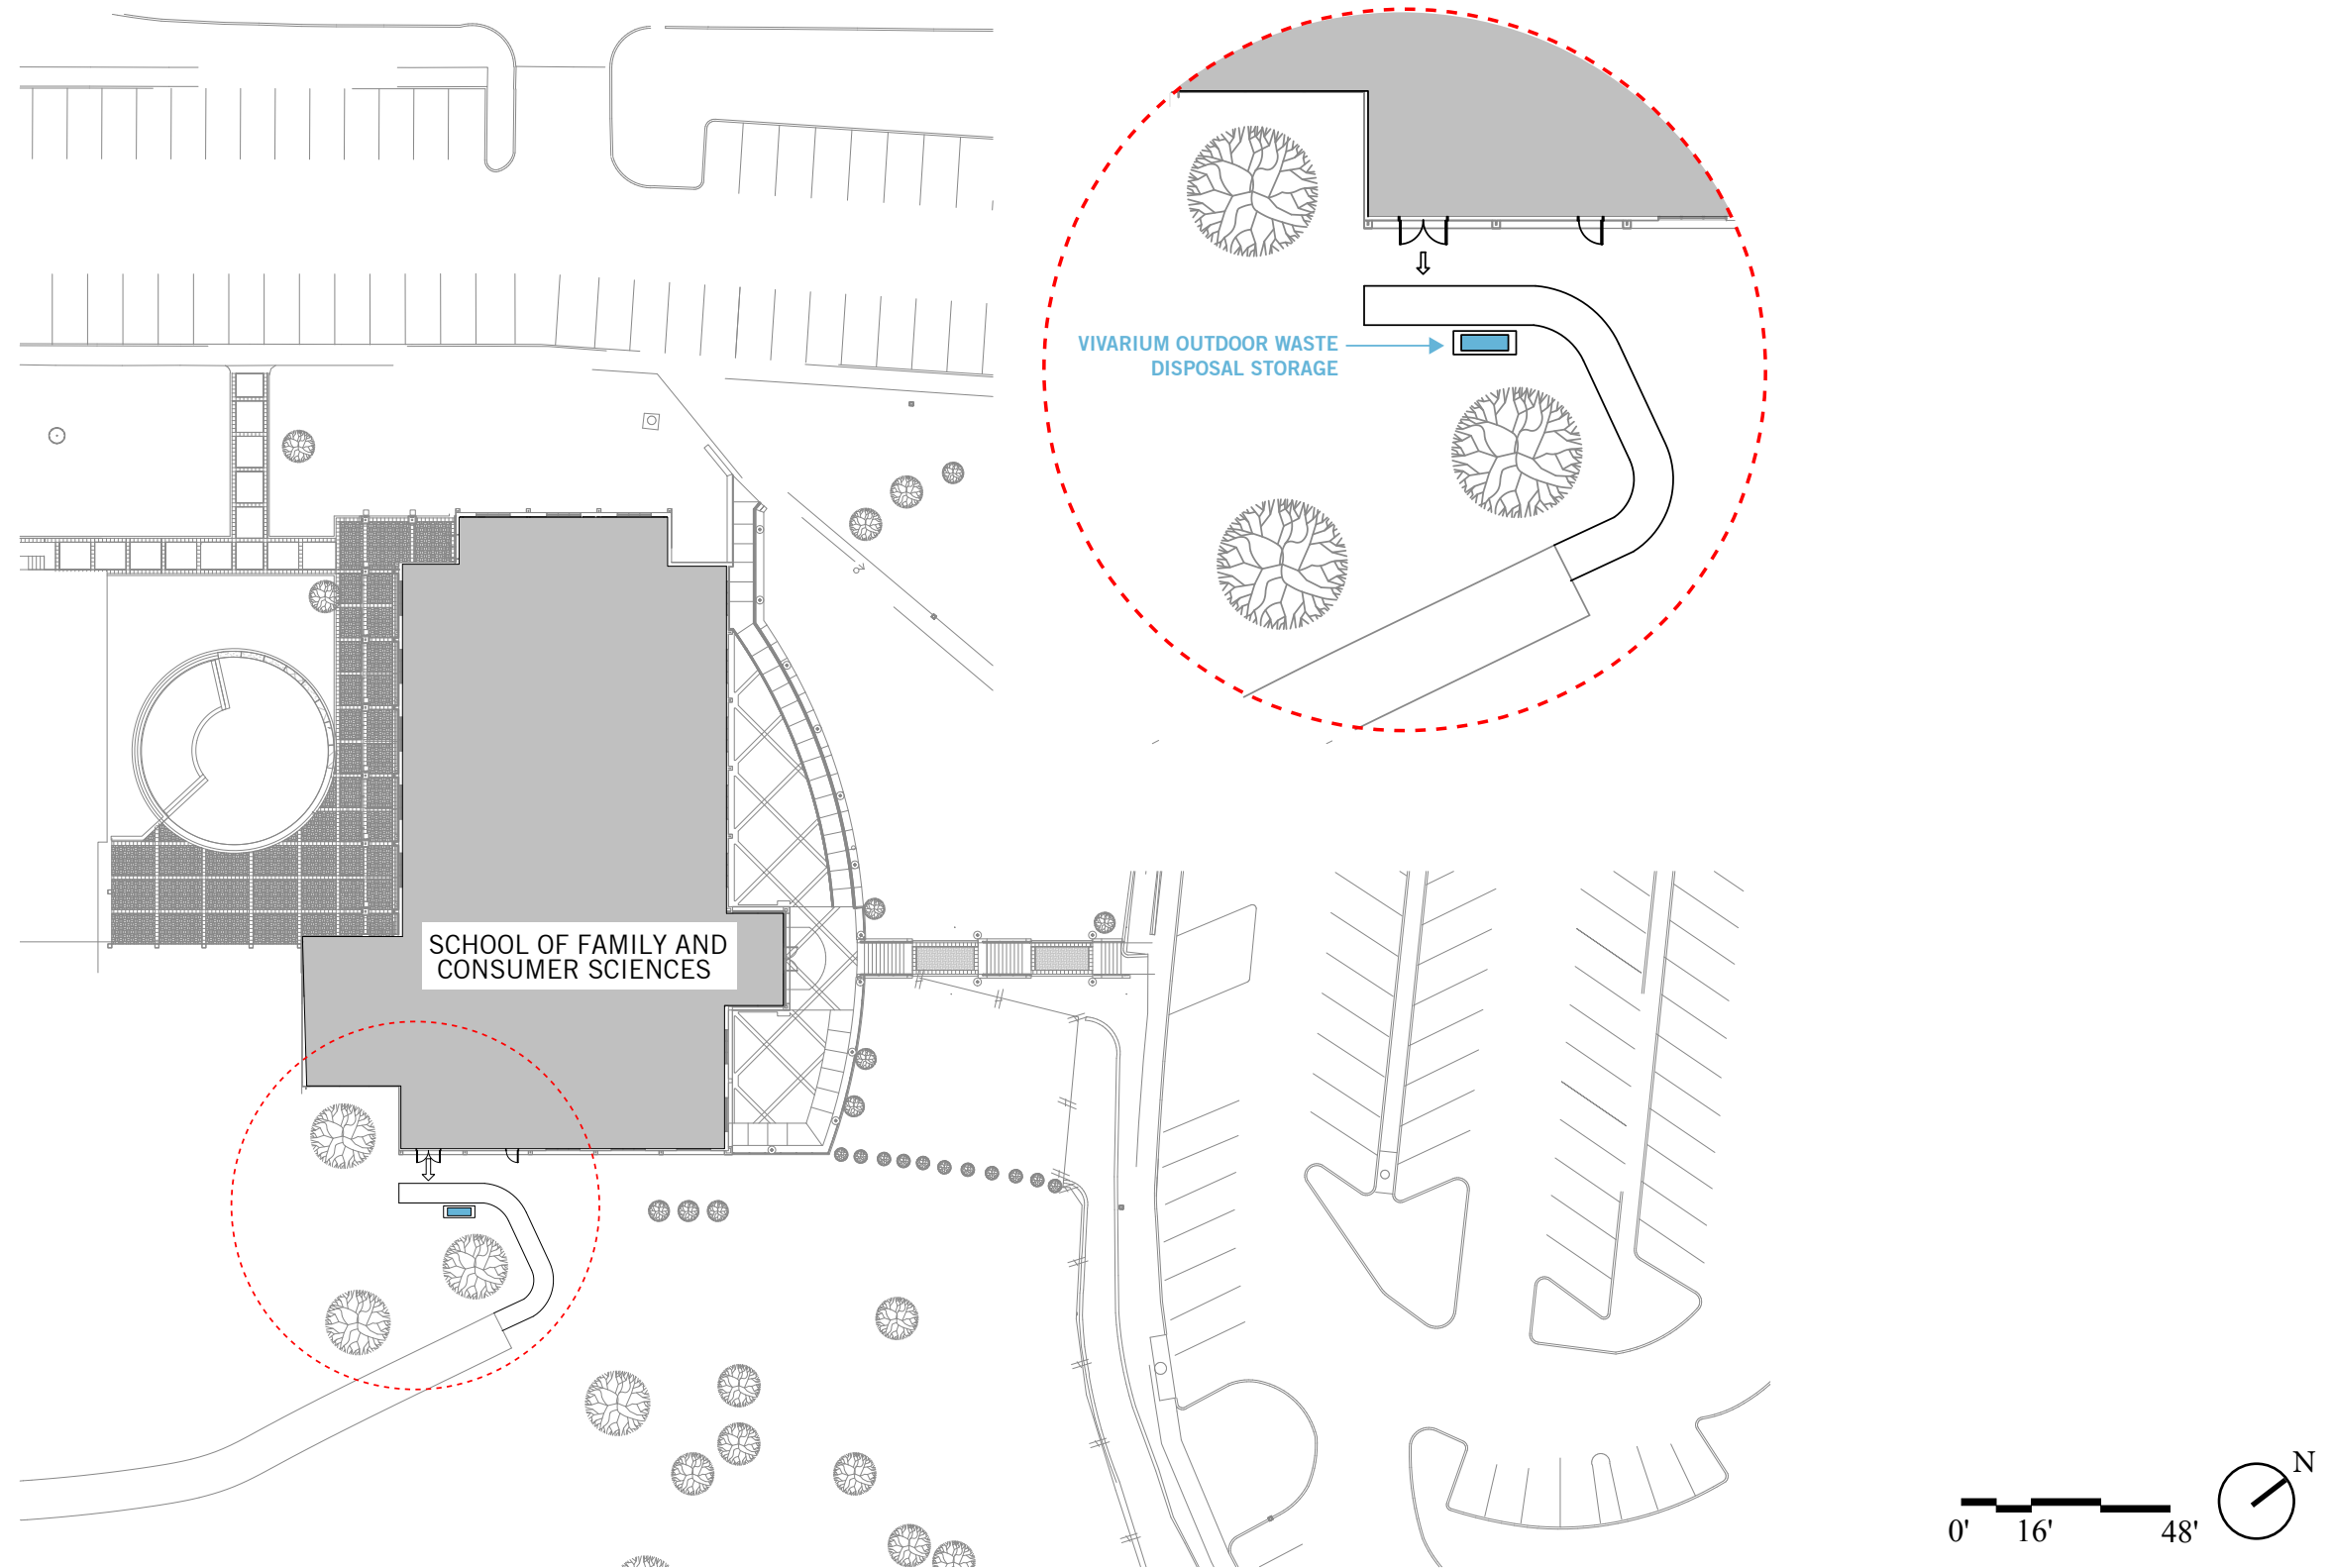 VIVARIUM OUTDOOR WASTE
DISPOSAL STORAGE
SCHOOL OF FAMILY AND
CONSUMER SCIENCES
N
0' 16' 48'